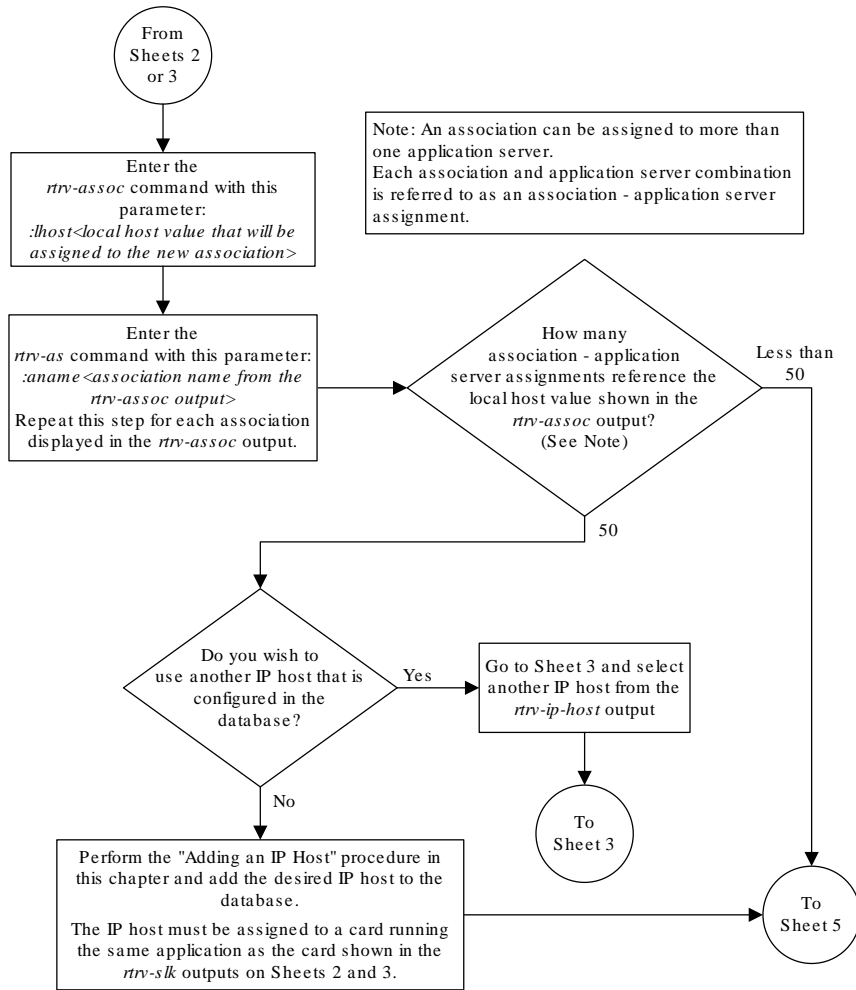 From
Sheets 2
or 3
Note: An association can be assigned to more than
one application server.
Each association and application server combination
is referred to as an association - application server
assignment.
Enter the
rtrv-assoc command with this
parameter:
:lhost<local host value that will be
assigned to the new association>
Enter the
rtrv-as command with this parameter:
:aname<association name from the
rtrv-assoc output>
Repeat this step for each association
displayed in the rtrv-assoc output.
How many
association - application
server assignments reference the
local host value shown in the
rtrv-assoc output?
(See Note)
Less than
50
50
Do you wish to
use another IP host that is
configured in the
database?
Yes
Go to Sheet 3 and select
another IP host from the
rtrv-ip-host output
No
To
Sheet 3
Perform the "Adding an IP Host" procedure in
this chapter and add the desired IP host to the
database.
The IP host must be assigned to a card running
the same application as the card shown in the
rtrv-slk outputs on Sheets 2 and 3.
To
Sheet 5